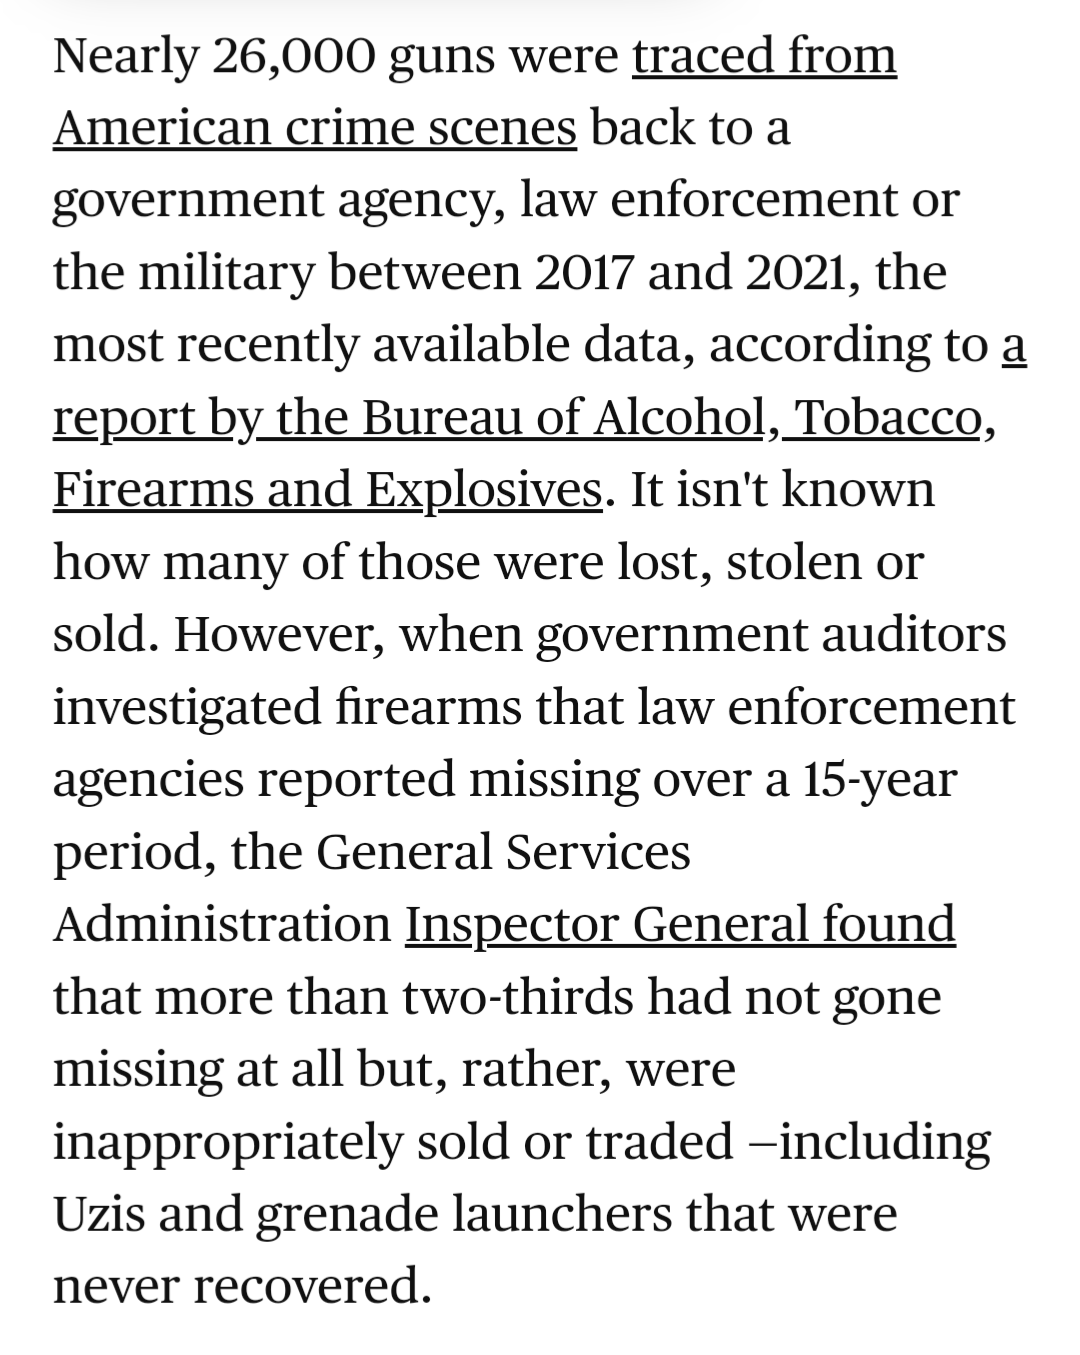 Nearly 26,000 guns were traced from
American crime scenes back to a
government agency, law enforcement or
the military between 2017 and 2021, the
most recently available data, according to a
report by the Bureau of Alcohol, Tobacco,
Firearms and Explosives. It isn't known
how many of those were lost, stolen or
sold. However, when government auditors
investigated firearms that law enforcement
agencies reported missing over a 15-year
period, the General Services
Administration Inspector General found
that more than two-thirds had not gone
missing at all but, rather, were
inappropriately sold or traded —including
Uzis and grenade launchers that were
never recovered.